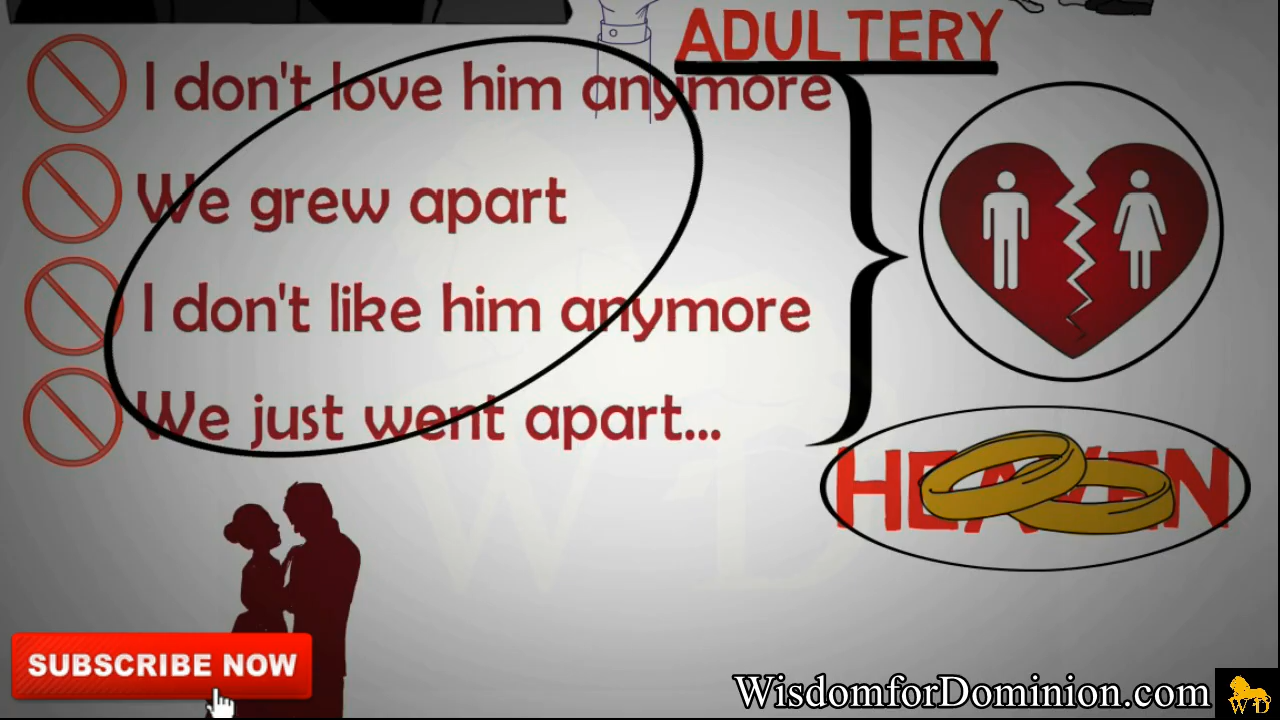 ADULTERY
I don't love him anymore
We grew apart
I don't like him anymore
We just went apart...
HEAVEN
W D
SUBSCRIBE NOW
WisdomforDominion.com
W D